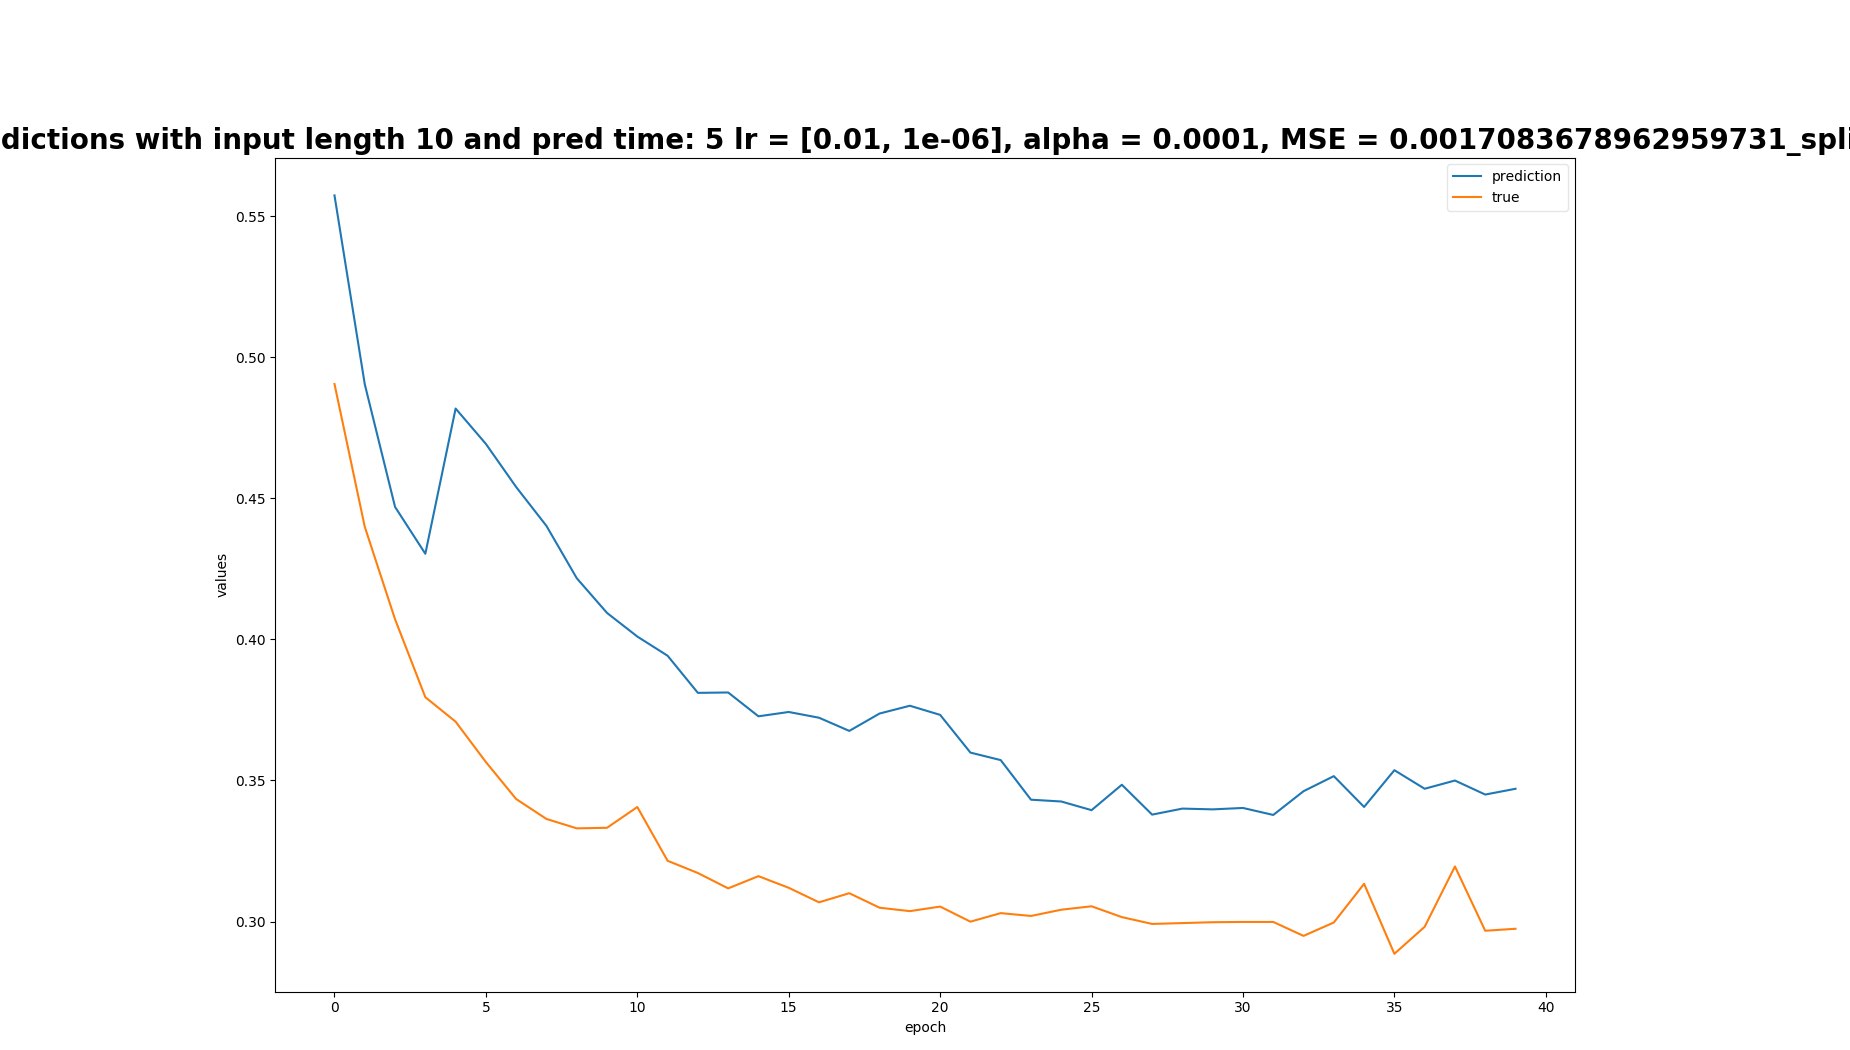 dictions with input length 10 and pred time: 5 lr = [0.01, 1e-06], alpha = 0.0001, MSE = 0.0017083678962959731_spli
prediction
true
0.55
0.50
0.45
0.40
0.35
0.30
values
0 5 10 15 20 25 30 35 40
epoch